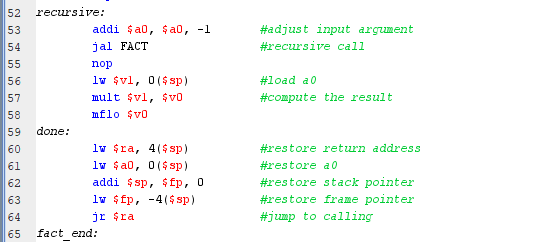 52 recursive:
53 addi $a0, $a0, -1 #adjust input argument
54 jal FACT #recursive call
55 nop
56 lw $v1, 0($sp) #load a0
57 mult $v1, $v0 #compute the result
58 mflo $v0
59 done:
60 lw $ra, 4($sp) #restore return address
61 lw $a0, 0($sp) #restore a0
62 addi $sp, $fp, 0 #restore stack pointer
63 lw $fp, -4($sp) #restore frame pointer
64 jr $ra #jump to calling
65 fact_end: